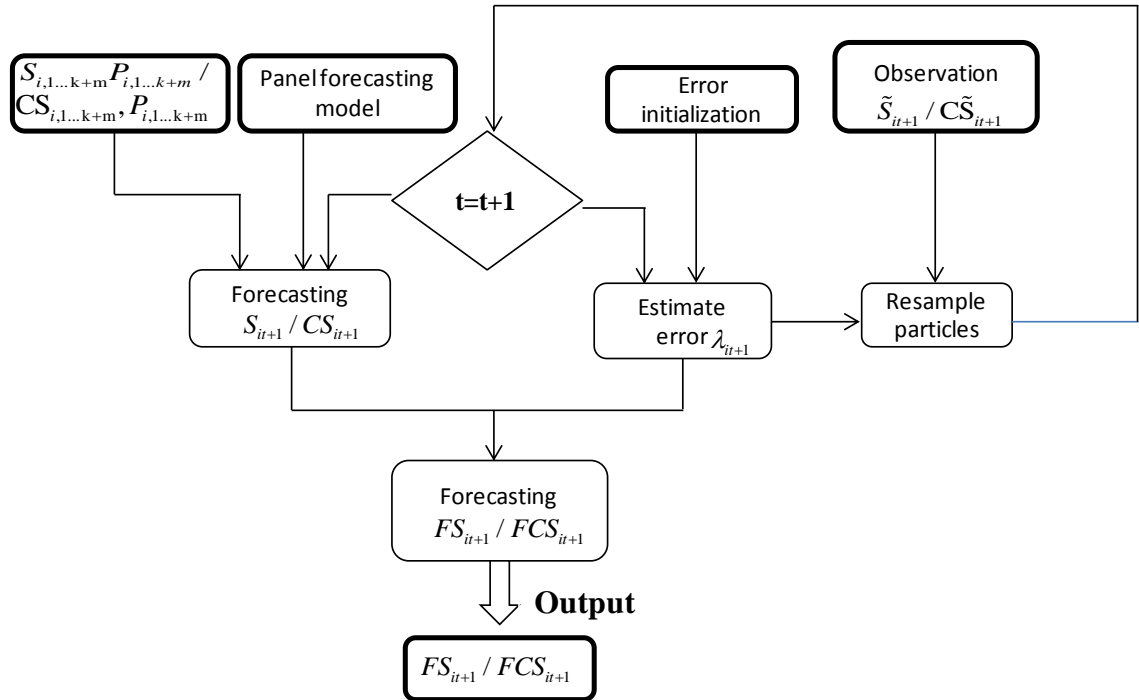 S_{i,1...k+m} P_{i,1...k+m} /
CS_{i,1...k+m}, P_{i,1...k+m}
Panel forecasting
model
Error
initialization
Observation
S̃_{it+1} / CS̃_{it+1}
t=t+1
Forecasting
S_{it+1} / CS_{it+1}
Estimate
error λ_{it+1}
Resample
particles
Forecasting
FS_{it+1} / FCS_{it+1}
Output
FS_{it+1} / FCS_{it+1}